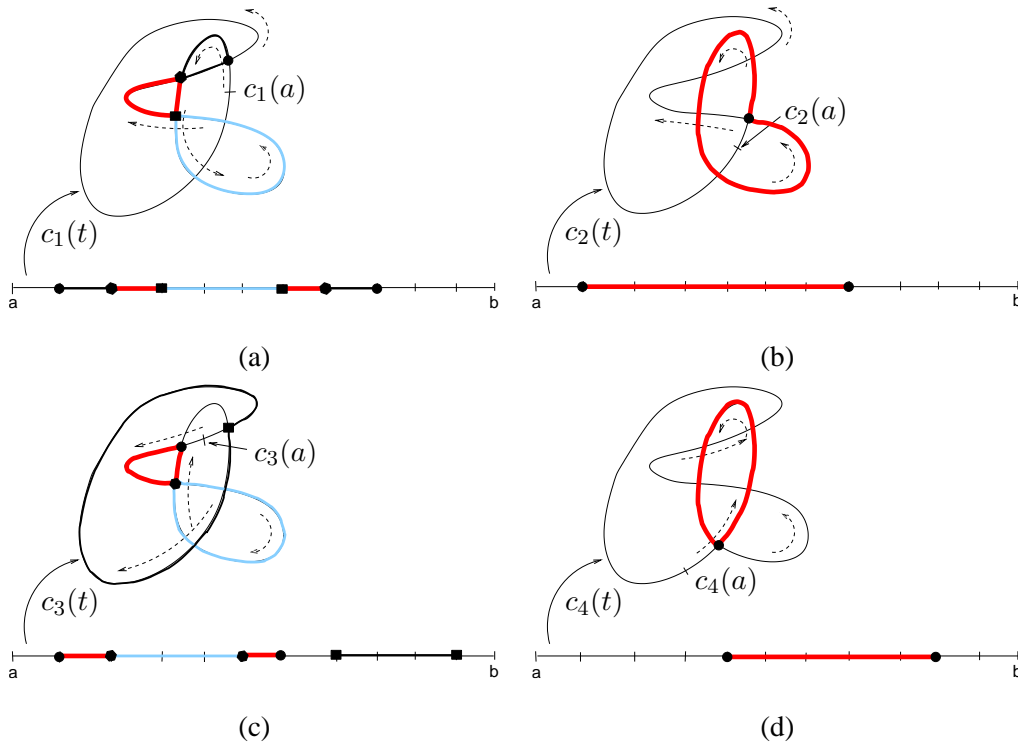 c₁(a)
c₂(a)
c₁(t)
c₂(t)
a
b
a
b
(a)
(b)
c₃(a)
c₃(t)
c₄(a)
c₄(t)
a
b
a
b
(c)
(d)